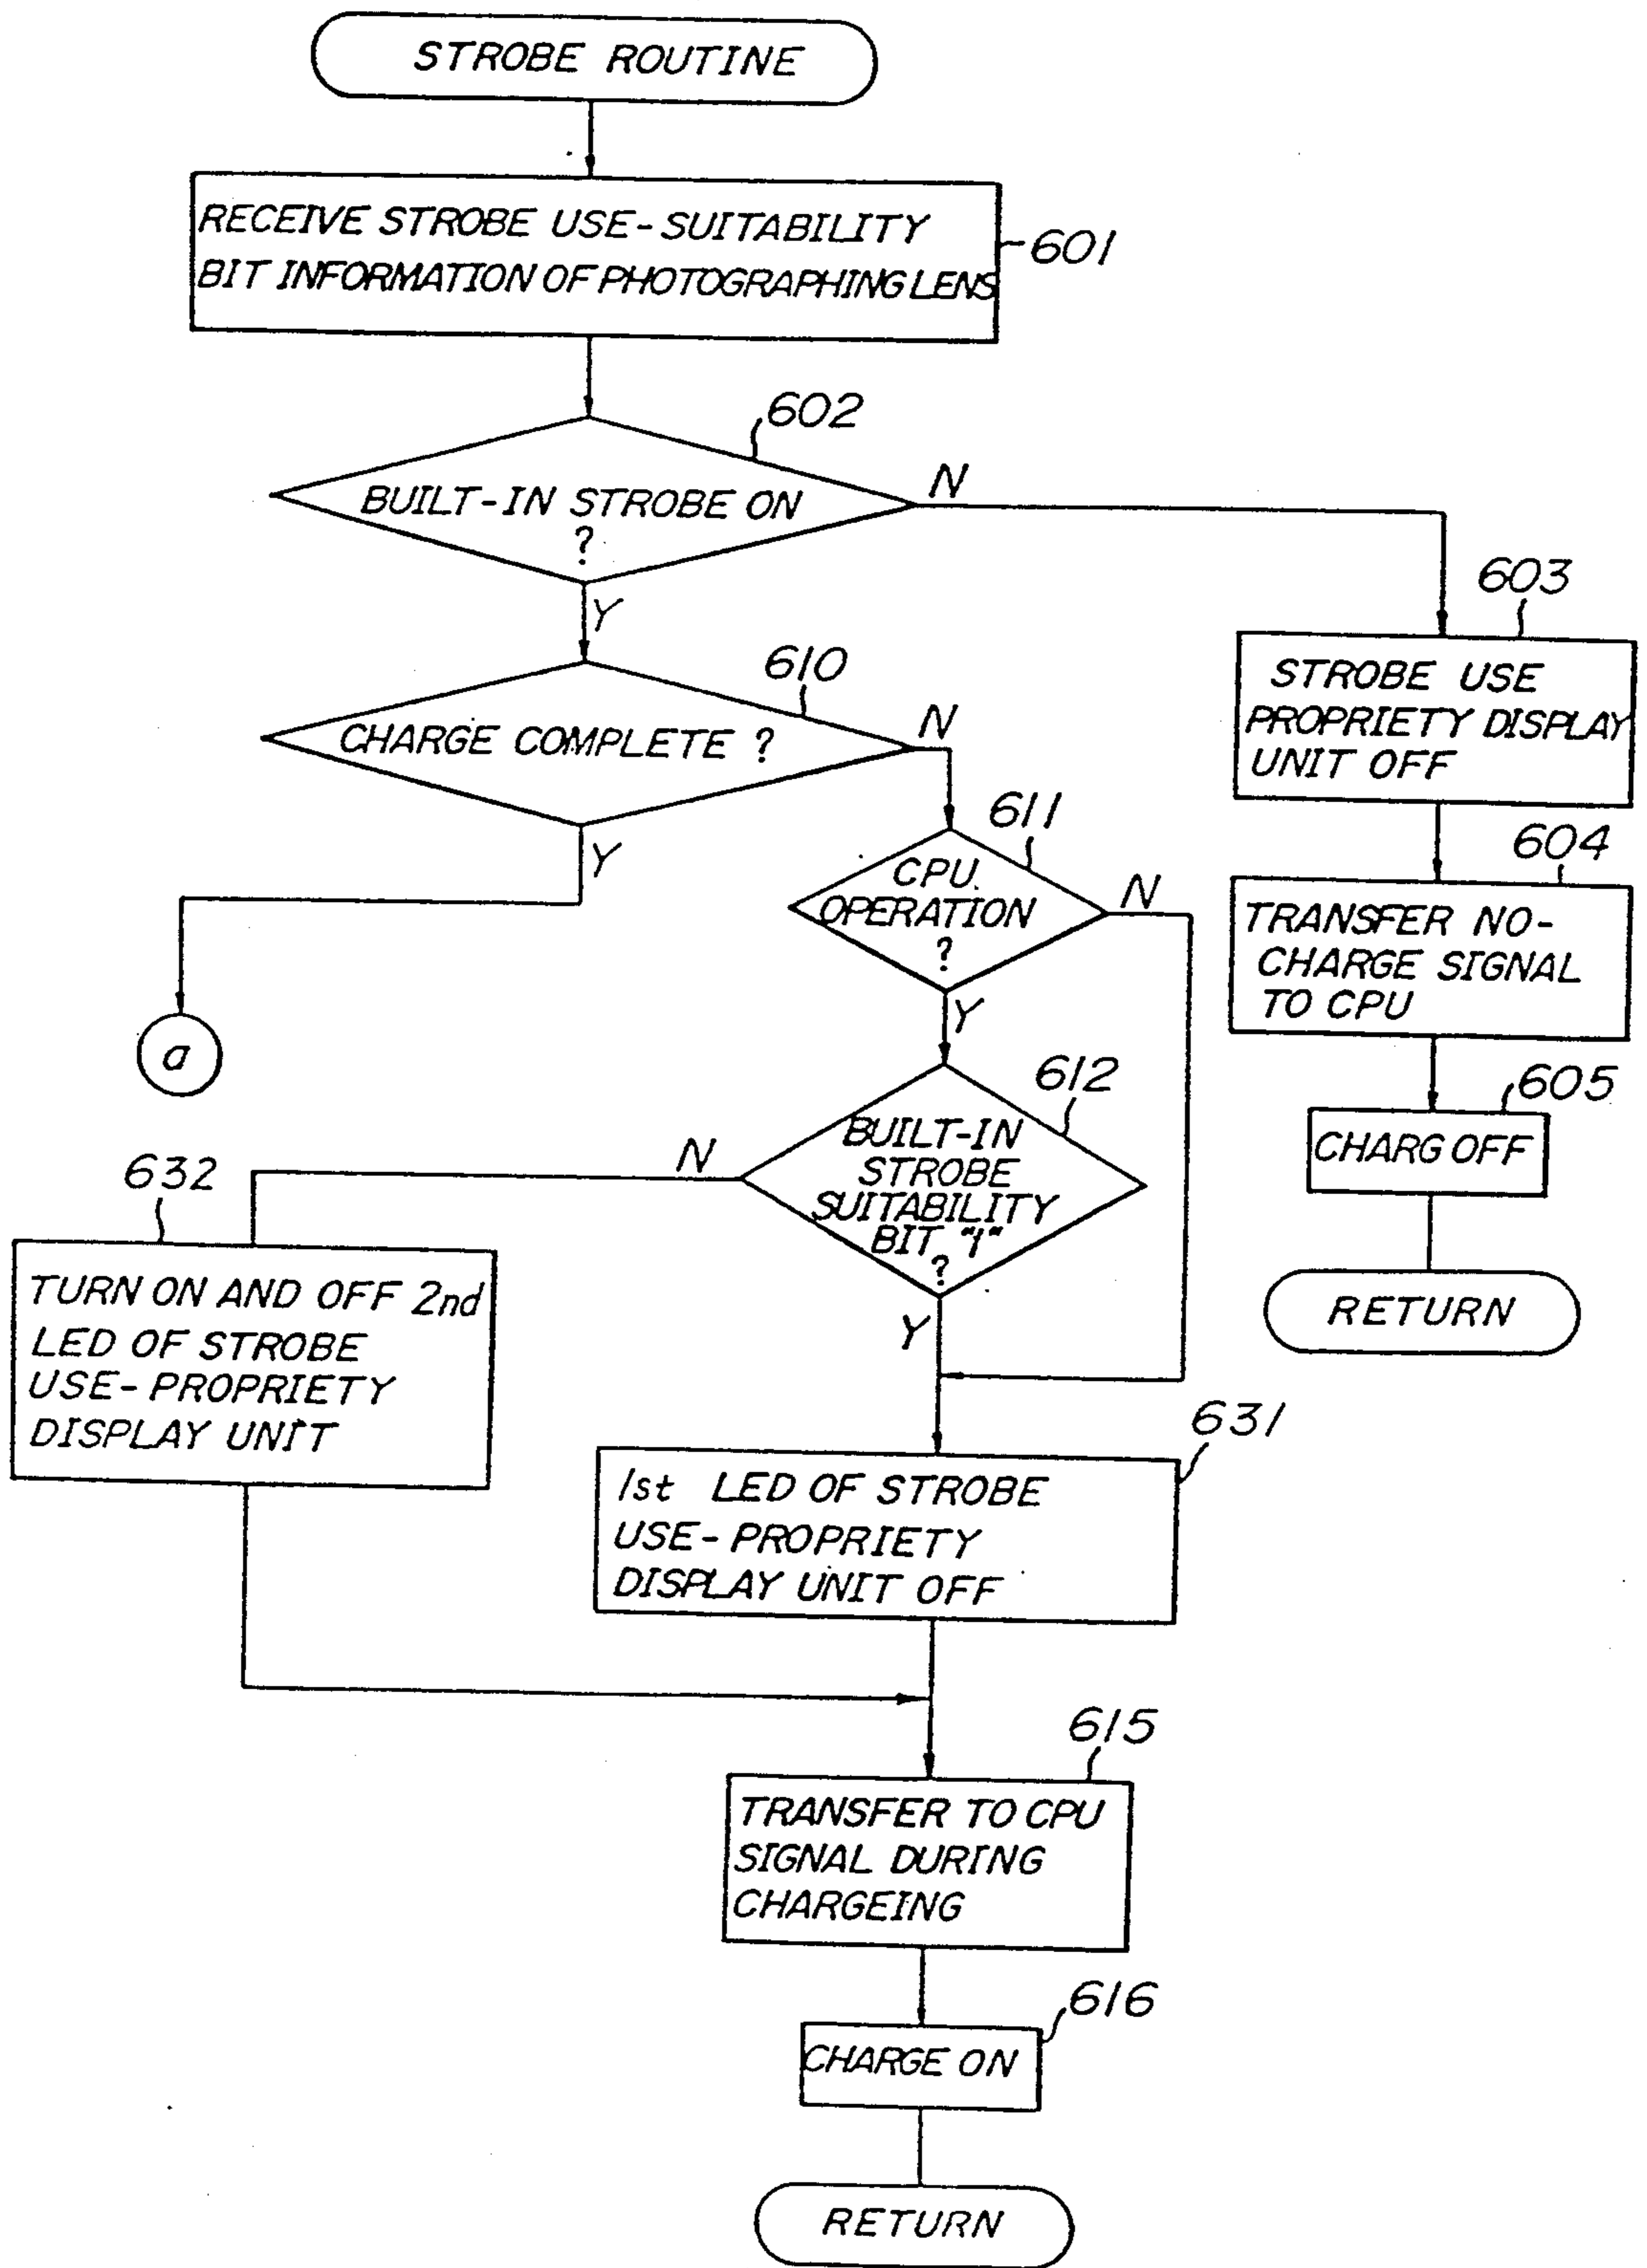 STROBE ROUTINE
RECEIVE STROBE USE-SUITABILITY
BIT INFORMATION OF PHOTOGRAPHING LENS
601
602
BUILT-IN STROBE ON
?
N
Y
603
STROBE USE
PROPRIETY DISPLAY
UNIT OFF
610
CHARGE COMPLETE ?
N
Y
604
TRANSFER NO-
CHARGE SIGNAL
TO CPU
611
CPU
OPERATION
?
N
Y
a
605
CHARG OFF
RETURN
612
BUILT-IN
STROBE
SUITABILITY
BIT "1"
?
N
Y
632
TURN ON AND OFF 2nd
LED OF STROBE
USE-PROPRIETY
DISPLAY UNIT
631
1st LED OF STROBE
USE-PROPRIETY
DISPLAY UNIT OFF
615
TRANSFER TO CPU
SIGNAL DURING
CHARGEING
616
CHARGE ON
RETURN